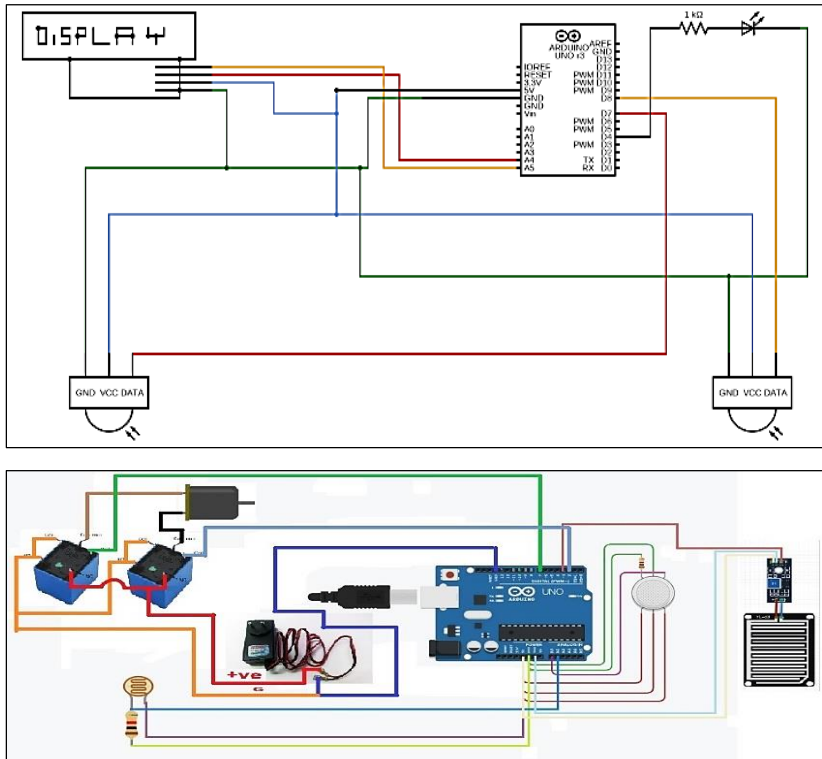 DISPLAY
1 kΩ
ARDUINO
UNO r3
IOREF
RESET
3.3V
5V
GND
GND
Vin
A0
A1
A2
A3
A4
A5
AREF
GND
D13
D12
PWM D11
PWM D10
PWM D9
D8
D7
PWM D6
PWM D5
D4
PWM D3
D2
TX D1
RX D0
GND VCC DATA
GND VCC DATA
UNO
ARDUINO
+ve
G